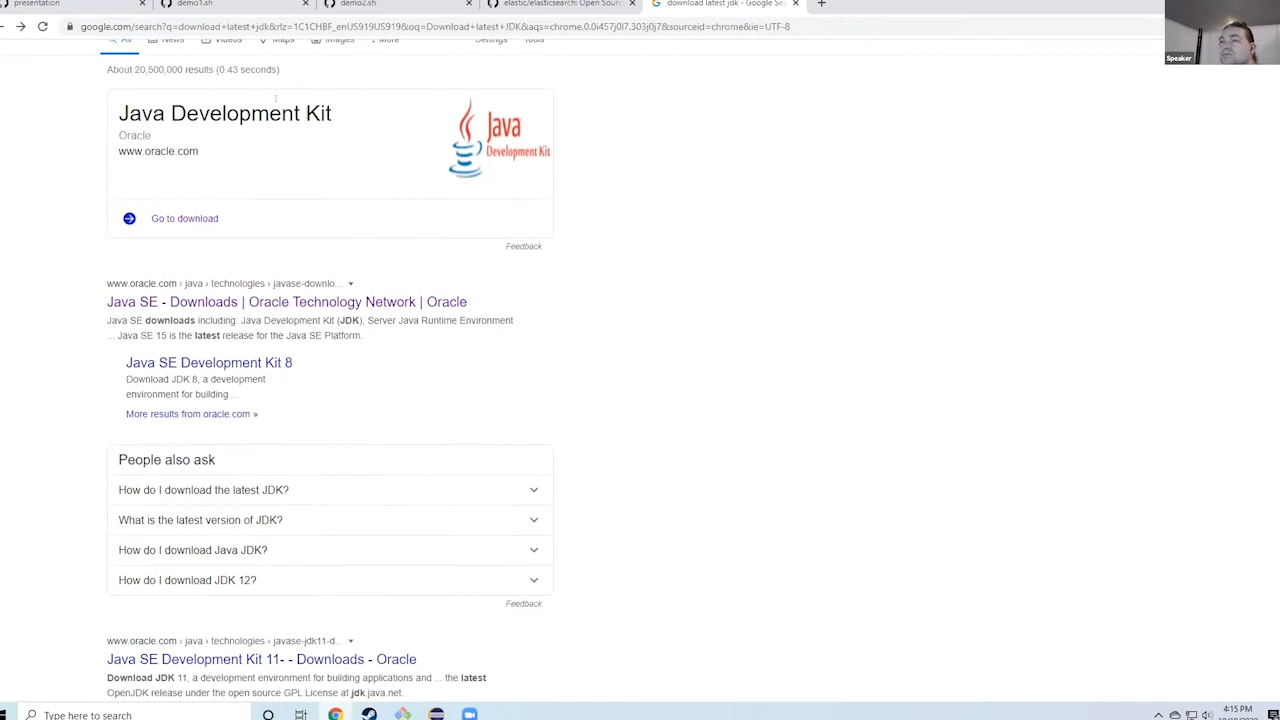 presentation
demo1.sh
demo2.sh
elastic/elasticsearch: Open Sourc
download latest jdk - Google Se
google.com/search?q=download+latest+jdk&rlz=1C1CHBF_enUS919US919&oq=Download+latest+JDK&aqs=chrome.0.0i457j0l7.303j0j7&sourceid=chrome&ie=UTF-8
Speaker
All
News
Videos
Maps
Images
More
Settings
Tools
About 20,500,000 results (0.43 seconds)
Java Development Kit
Oracle
www.oracle.com
Java
Development Kit
Go to download
Feedback
www.oracle.com › java › technologies › javase-downlo...
Java SE - Downloads | Oracle Technology Network | Oracle
Java SE downloads including: Java Development Kit (JDK), Server Java Runtime Environment
... Java SE 15 is the latest release for the Java SE Platform.
Java SE Development Kit 8
Download JDK 8, a development
environment for building ...
More results from oracle.com »
People also ask
How do I download the latest JDK?
What is the latest version of JDK?
How do I download Java JDK?
How do I download JDK 12?
Feedback
www.oracle.com › java › technologies › javase-jdk11-d...
Java SE Development Kit 11- - Downloads - Oracle
Download JDK 11, a development environment for building applications and ... the latest
OpenJDK release under the open source GPL License at jdk.java.net.
Type here to search
4:15 PM